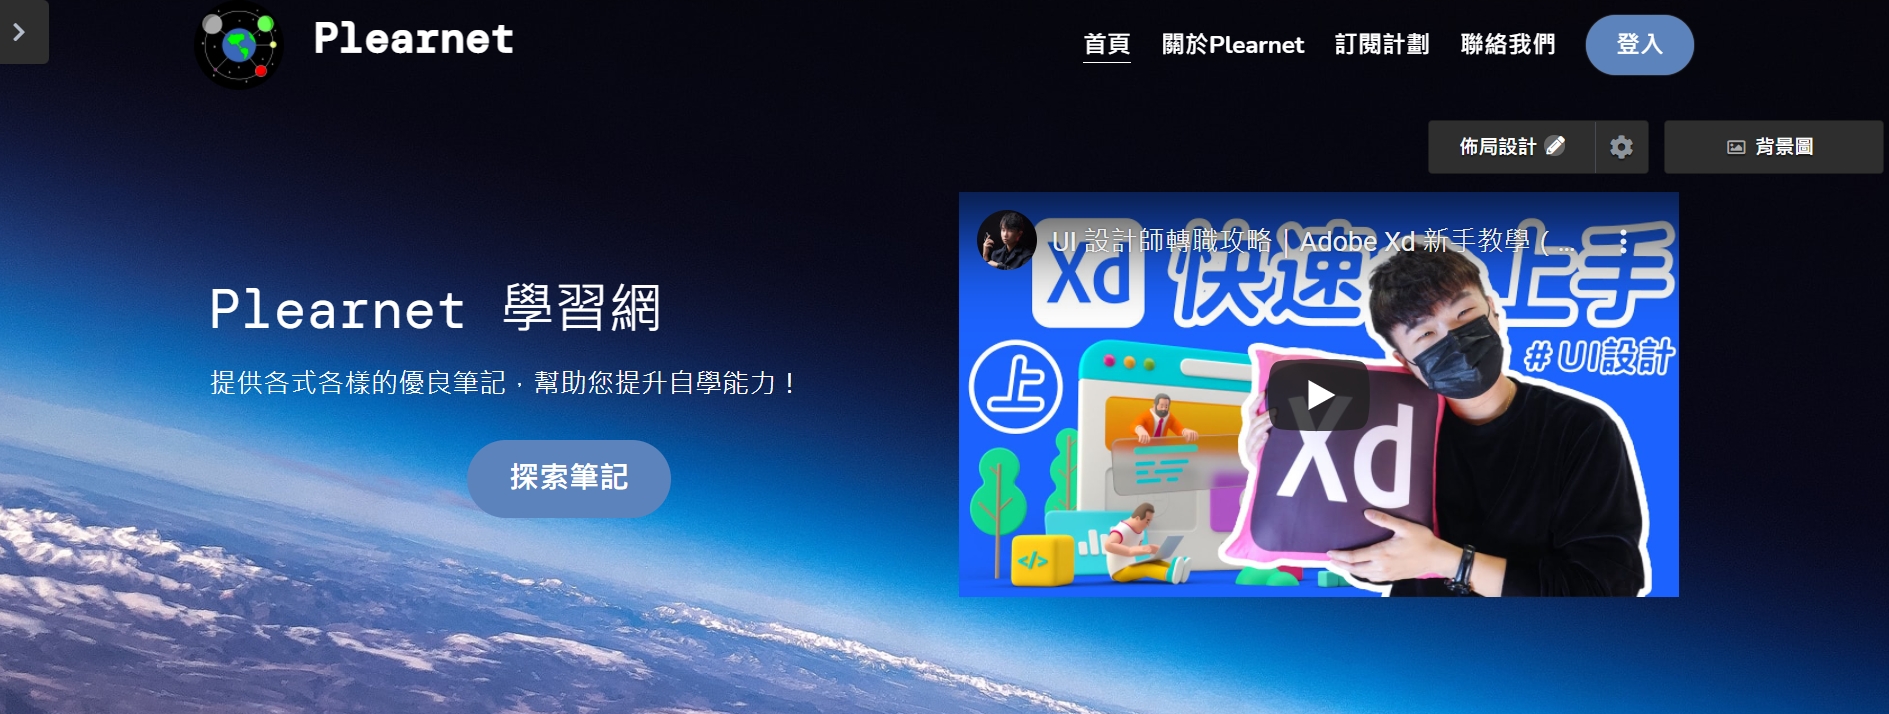 Plearnet
首頁 關於Plearnet 訂閱計劃 聯絡我們 登入
佈局設計 背景圖
UI 設計師轉職攻略｜Adobe Xd 新手教學 ( ...
Xd 快速上手
#UI設計
上
</>
Xd
Plearnet 學習網
提供各式各樣的優良筆記，幫助您提升自學能力！
探索筆記